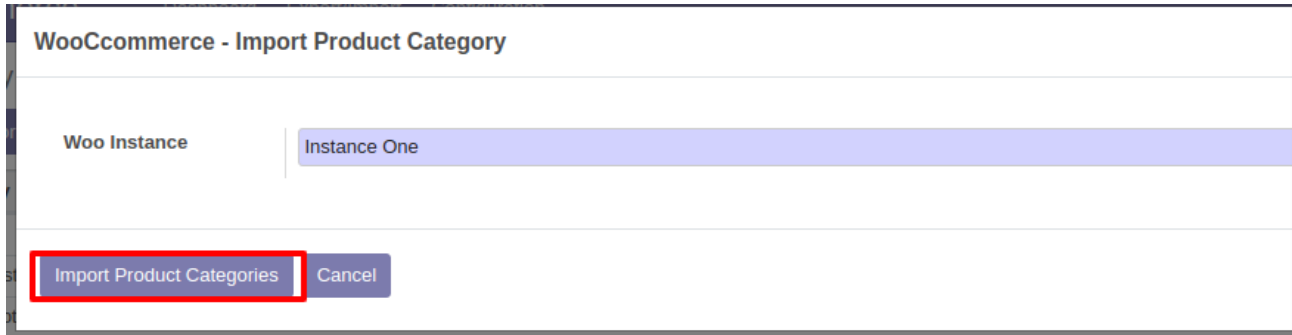 WooCcommerce - Import Product Category
Woo Instance
Instance One
Import Product Categories
Cancel